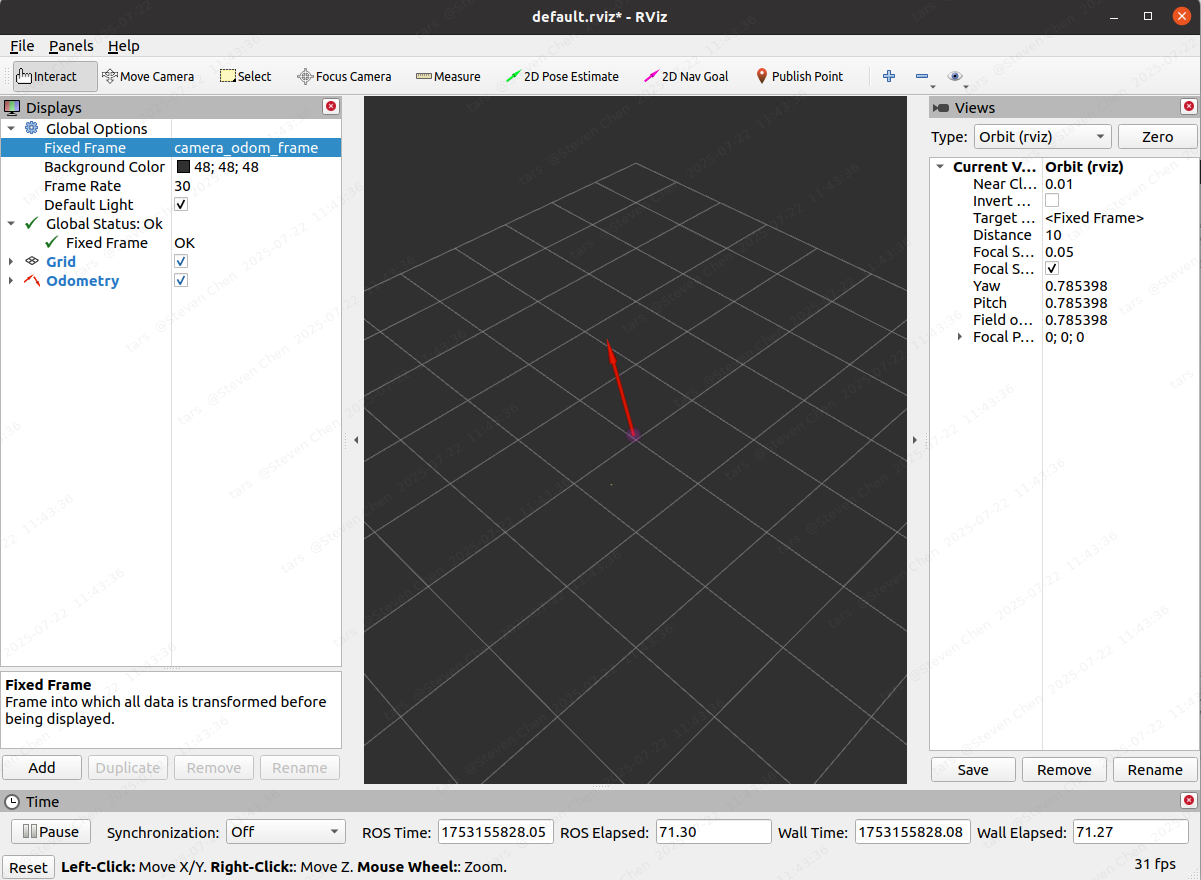 default.rviz* - RViz
File Panels Help
Interact Move Camera Select Focus Camera Measure 2D Pose Estimate 2D Nav Goal Publish Point
Displays
Global Options
Fixed Frame camera_odom_frame
Background Color 48; 48; 48
Frame Rate 30
Default Light
Global Status: Ok
Fixed Frame OK
Grid
Odometry
Fixed Frame
Frame into which all data is transformed before
being displayed.
Add Duplicate Remove Rename
Views
Type: Orbit (rviz) Zero
Current V... Orbit (rviz)
Near Cl... 0.01
Invert ...
Target ... <Fixed Frame>
Distance 10
Focal S... 0.05
Focal S...
Yaw 0.785398
Pitch 0.785398
Field o... 0.785398
Focal P... 0; 0; 0
Save Remove Rename
Time
Pause Synchronization: Off ROS Time: 1753155828.05 ROS Elapsed: 71.30 Wall Time: 1753155828.08 Wall Elapsed: 71.27
Reset Left-Click: Move X/Y. Right-Click:: Move Z. Mouse Wheel:: Zoom. 31 fps
tars @Steven.Chen 2025-07-22 11:43:36